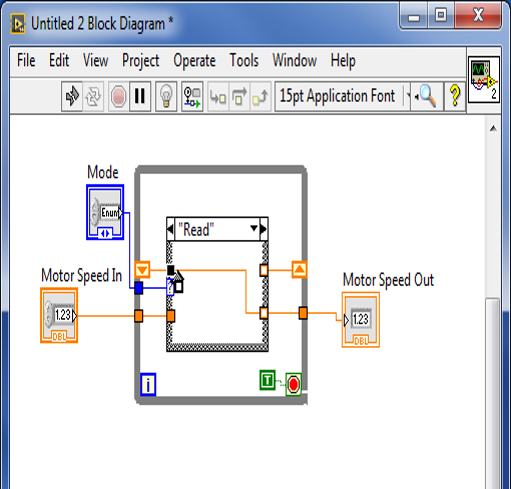 Untitled 2 Block Diagram *
File Edit View Project Operate Tools Window Help
15pt Application Font
?
2
Mode
Enum
"Read"
Motor Speed In
1.23
DBL
?
Motor Speed Out
1.23
DBL
i
T